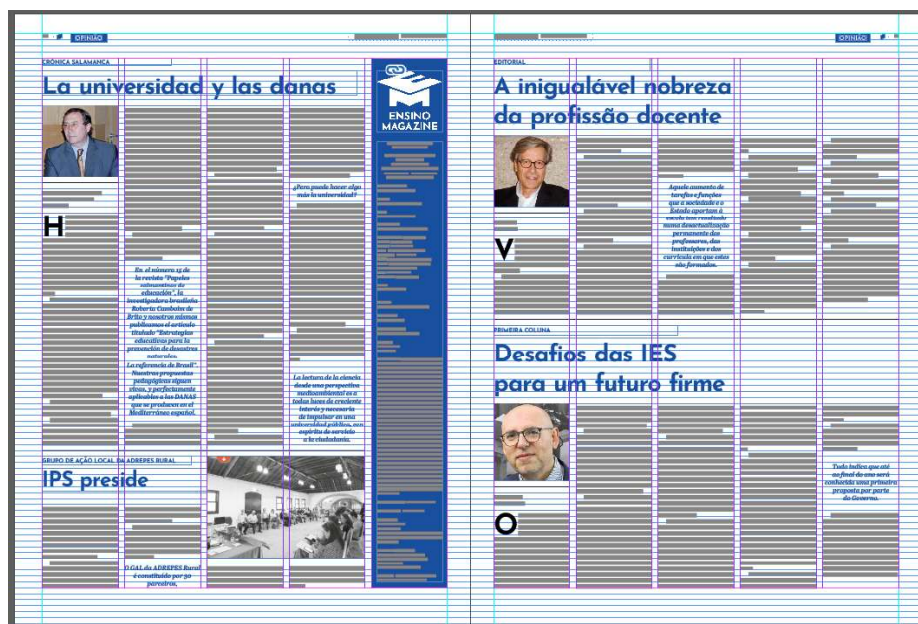 OPINIÃO
CRÓNICA SALAMANCA
La universidad y las danas
H
En el número 15 de
la revista "Papeles
salmantinos de
educación", la
investigadora brasileña
Brito y nosotros mismos
publicamos el artículo
titulado "Estrategias
educativas para la
prevención de desastres
naturales.
La referencia de Brasil".
Nuestras propuestas
pedagógicas siguen
vivas, y perfectamente
aplicables a las DANAS
que se producen en el
Mediterráneo español.
¿Pero puede hacer algo
más la universidad?
La lectura de la ciencia
desde una perspectiva
medioambiental es a
todas luces de creciente
interés y necesaria
de impulsar en una
universidad pública, con
espíritu de servicio
a la ciudadanía.
ENSINO
MAGAZINE
GRUPO DE AÇÃO LOCAL DA ADREPES RURAL
IPS preside
O GAL da ADREPES Rural
é constituído por 50
parceiros,
OPINIÃO
EDITORIAL
A inigualável nobreza
da profissão docente
V
Aquele aumento de
tarefas e funções
que a sociedade e o
Estado aportam à
escola tem resultado
numa desactualização
permanente dos
professores, das
instituições e dos
curricula em que estes
são formados.
PRIMEIRA COLUNA
Desafios das IES
para um futuro firme
O
Tudo indica que até
ao final do ano será
conhecida uma primeira
proposta por parte
do Governo.